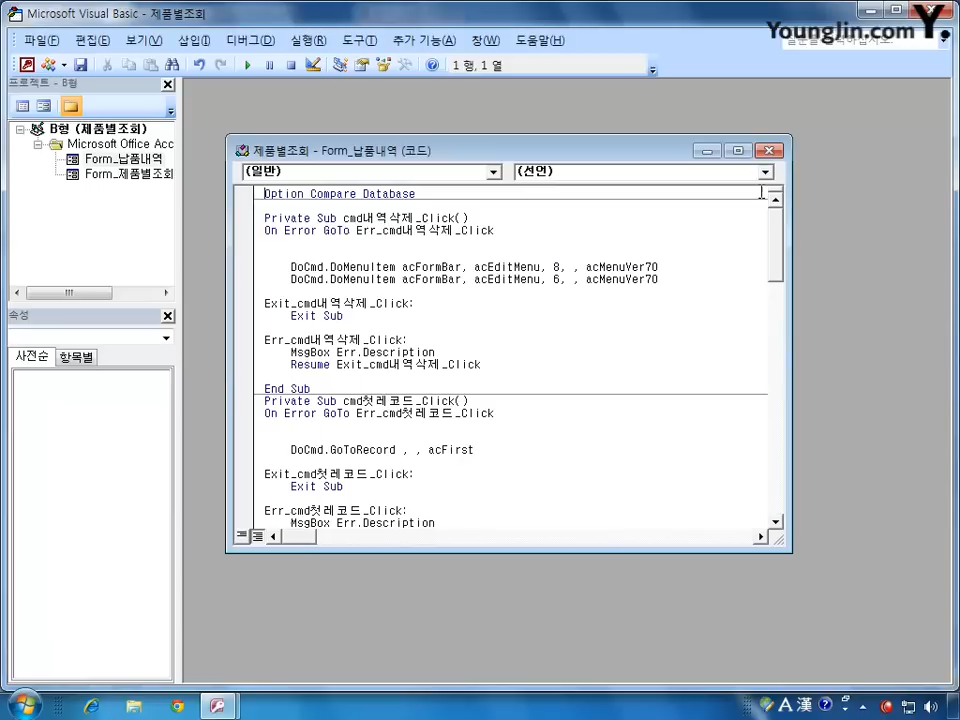 Microsoft Visual Basic - 제품별조회
YoungJin.com Y.
파일(F) 편집(E) 보기(V) 삽입(I) 디버그(D) 실행(R) 도구(T) 추가 기능(A) 창(W) 도움말(H)
1 행, 1 열
프로젝트 - B형
B형 (제품별조회)
Microsoft Office Acc
Form_납품내역
Form_제품별조회
속성
사전순 항목별
제품별조회 - Form_납품내역 (코드)
(일반) (선언)
Option Compare Database
Private Sub cmd내역삭제_Click()
On Error GoTo Err_cmd내역삭제_Click
DoCmd.DoMenuItem acFormBar, acEditMenu, 8, , acMenuVer70
DoCmd.DoMenuItem acFormBar, acEditMenu, 6, , acMenuVer70
Exit_cmd내역삭제_Click:
Exit Sub
Err_cmd내역삭제_Click:
MsgBox Err.Description
Resume Exit_cmd내역삭제_Click
End Sub
Private Sub cmd첫레코드_Click()
On Error GoTo Err_cmd첫레코드_Click
DoCmd.GoToRecord , , acFirst
Exit_cmd첫레코드_Click:
Exit Sub
Err_cmd첫레코드_Click:
MsgBox Err.Description
A 漢